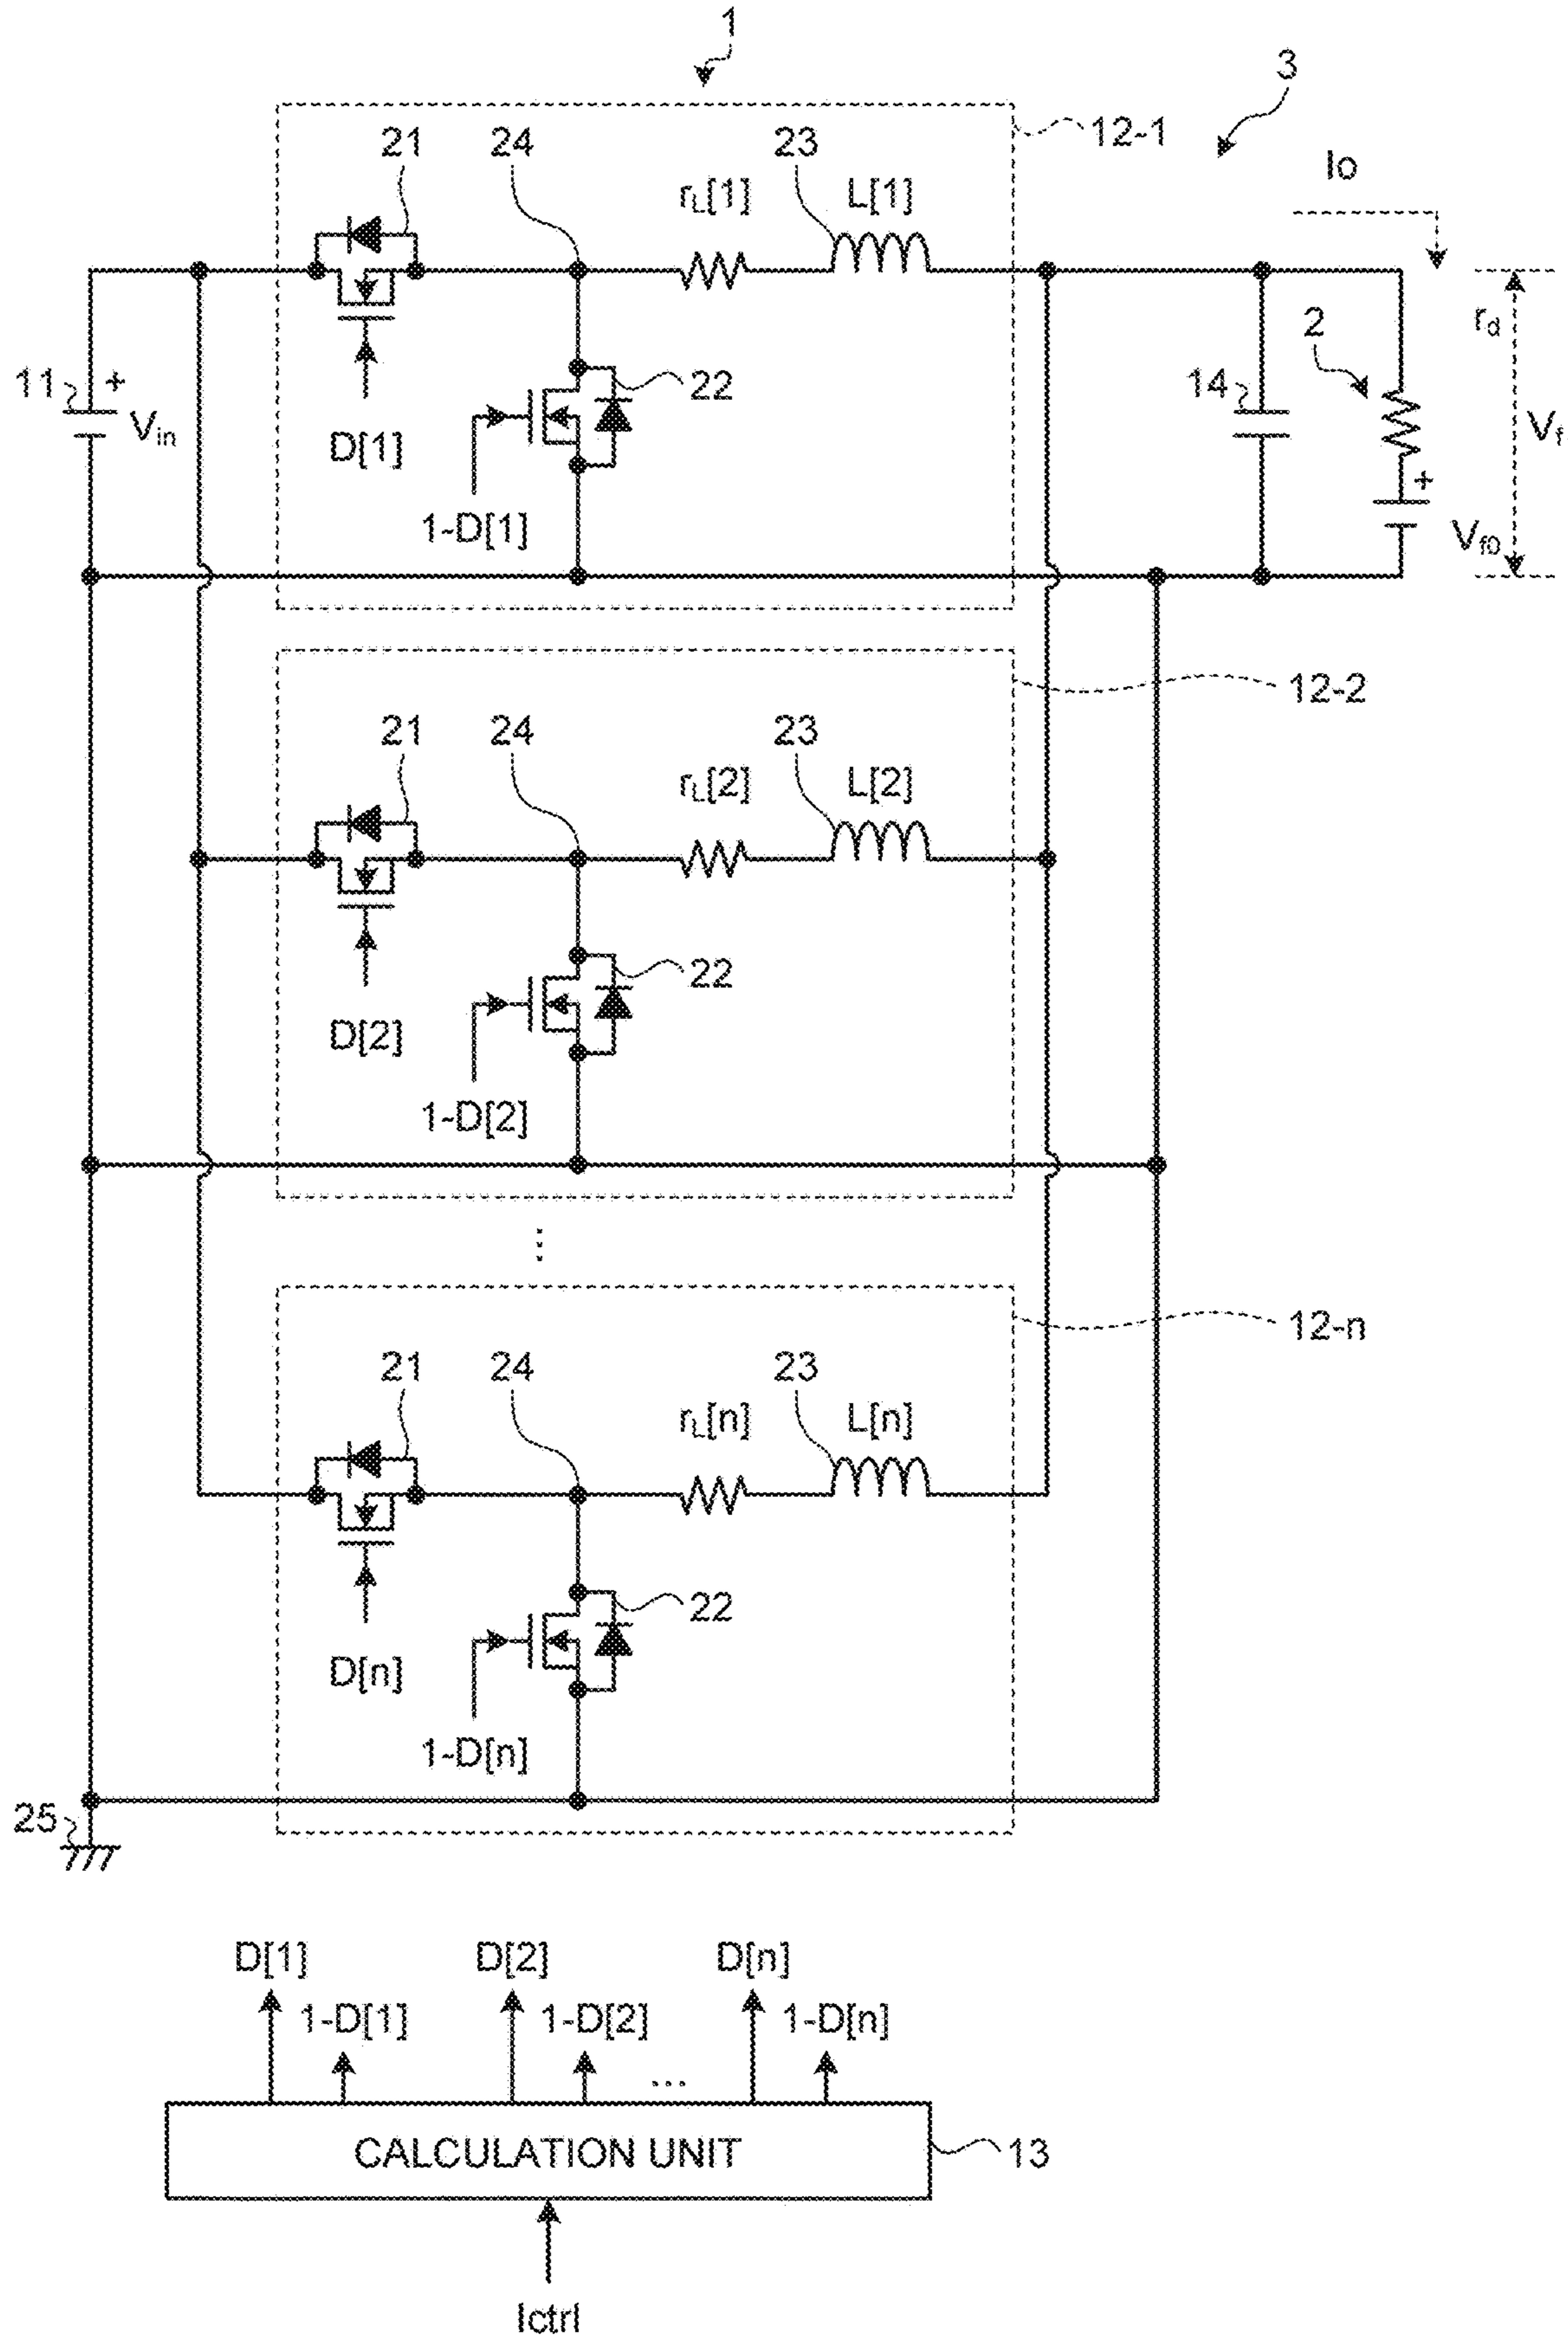 1
3
21
24
23
12-1
rL[1]
L[1]
Io
11
+
Vin
D[1]
22
1-D[1]
14
2
rd
+
Vf
Vf0
12-2
21
24
23
rL[2]
L[2]
22
D[2]
1-D[2]
...
12-n
21
24
23
rL[n]
L[n]
22
D[n]
1-D[n]
25
D[1]
D[2]
D[n]
1-D[1]
1-D[2]
1-D[n]
...
CALCULATION UNIT
13
Ictrl